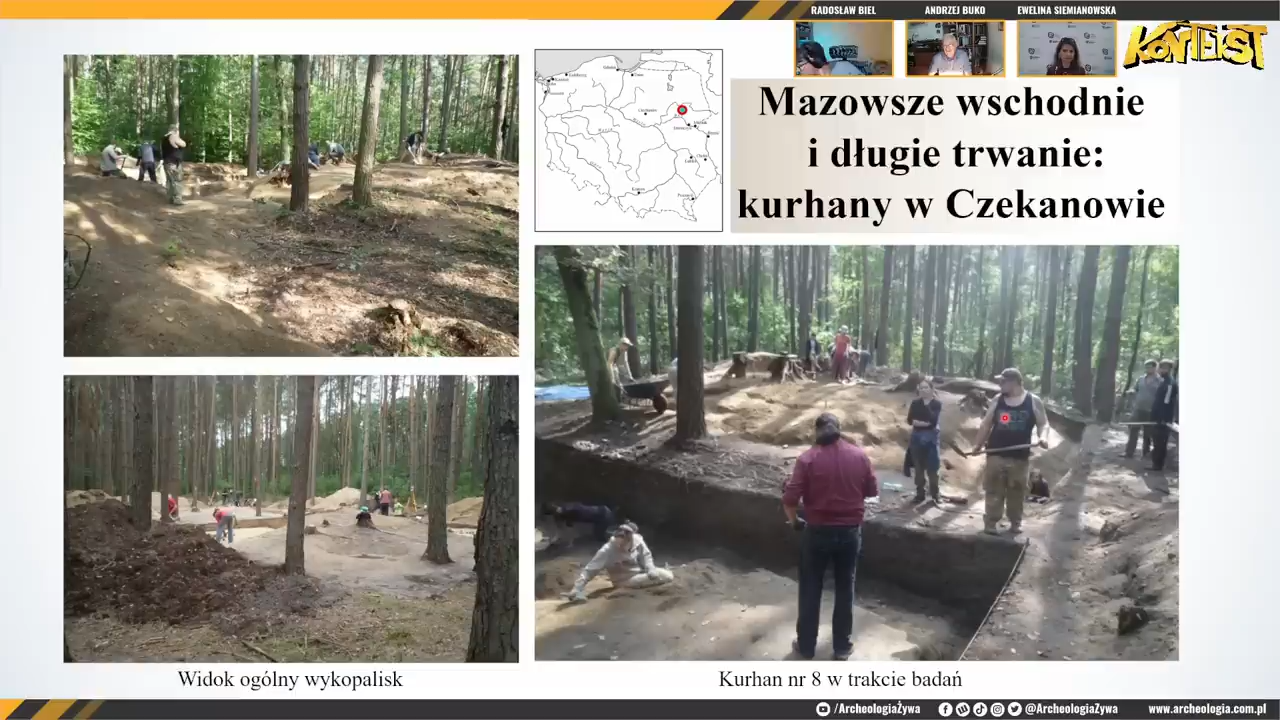 RADOSŁAW BIEL
ANDRZEJ BUKO
EWELINA SIEMIANOWSKA
KONTEKST
Mazowsze wschodnie
i długie trwanie:
kurhany w Czekanowie
Widok ogólny wykopalisk
Kurhan nr 8 w trakcie badań
/ArcheologiaŻywa
@ArcheologiaŻywa
www.archeologia.com.pl